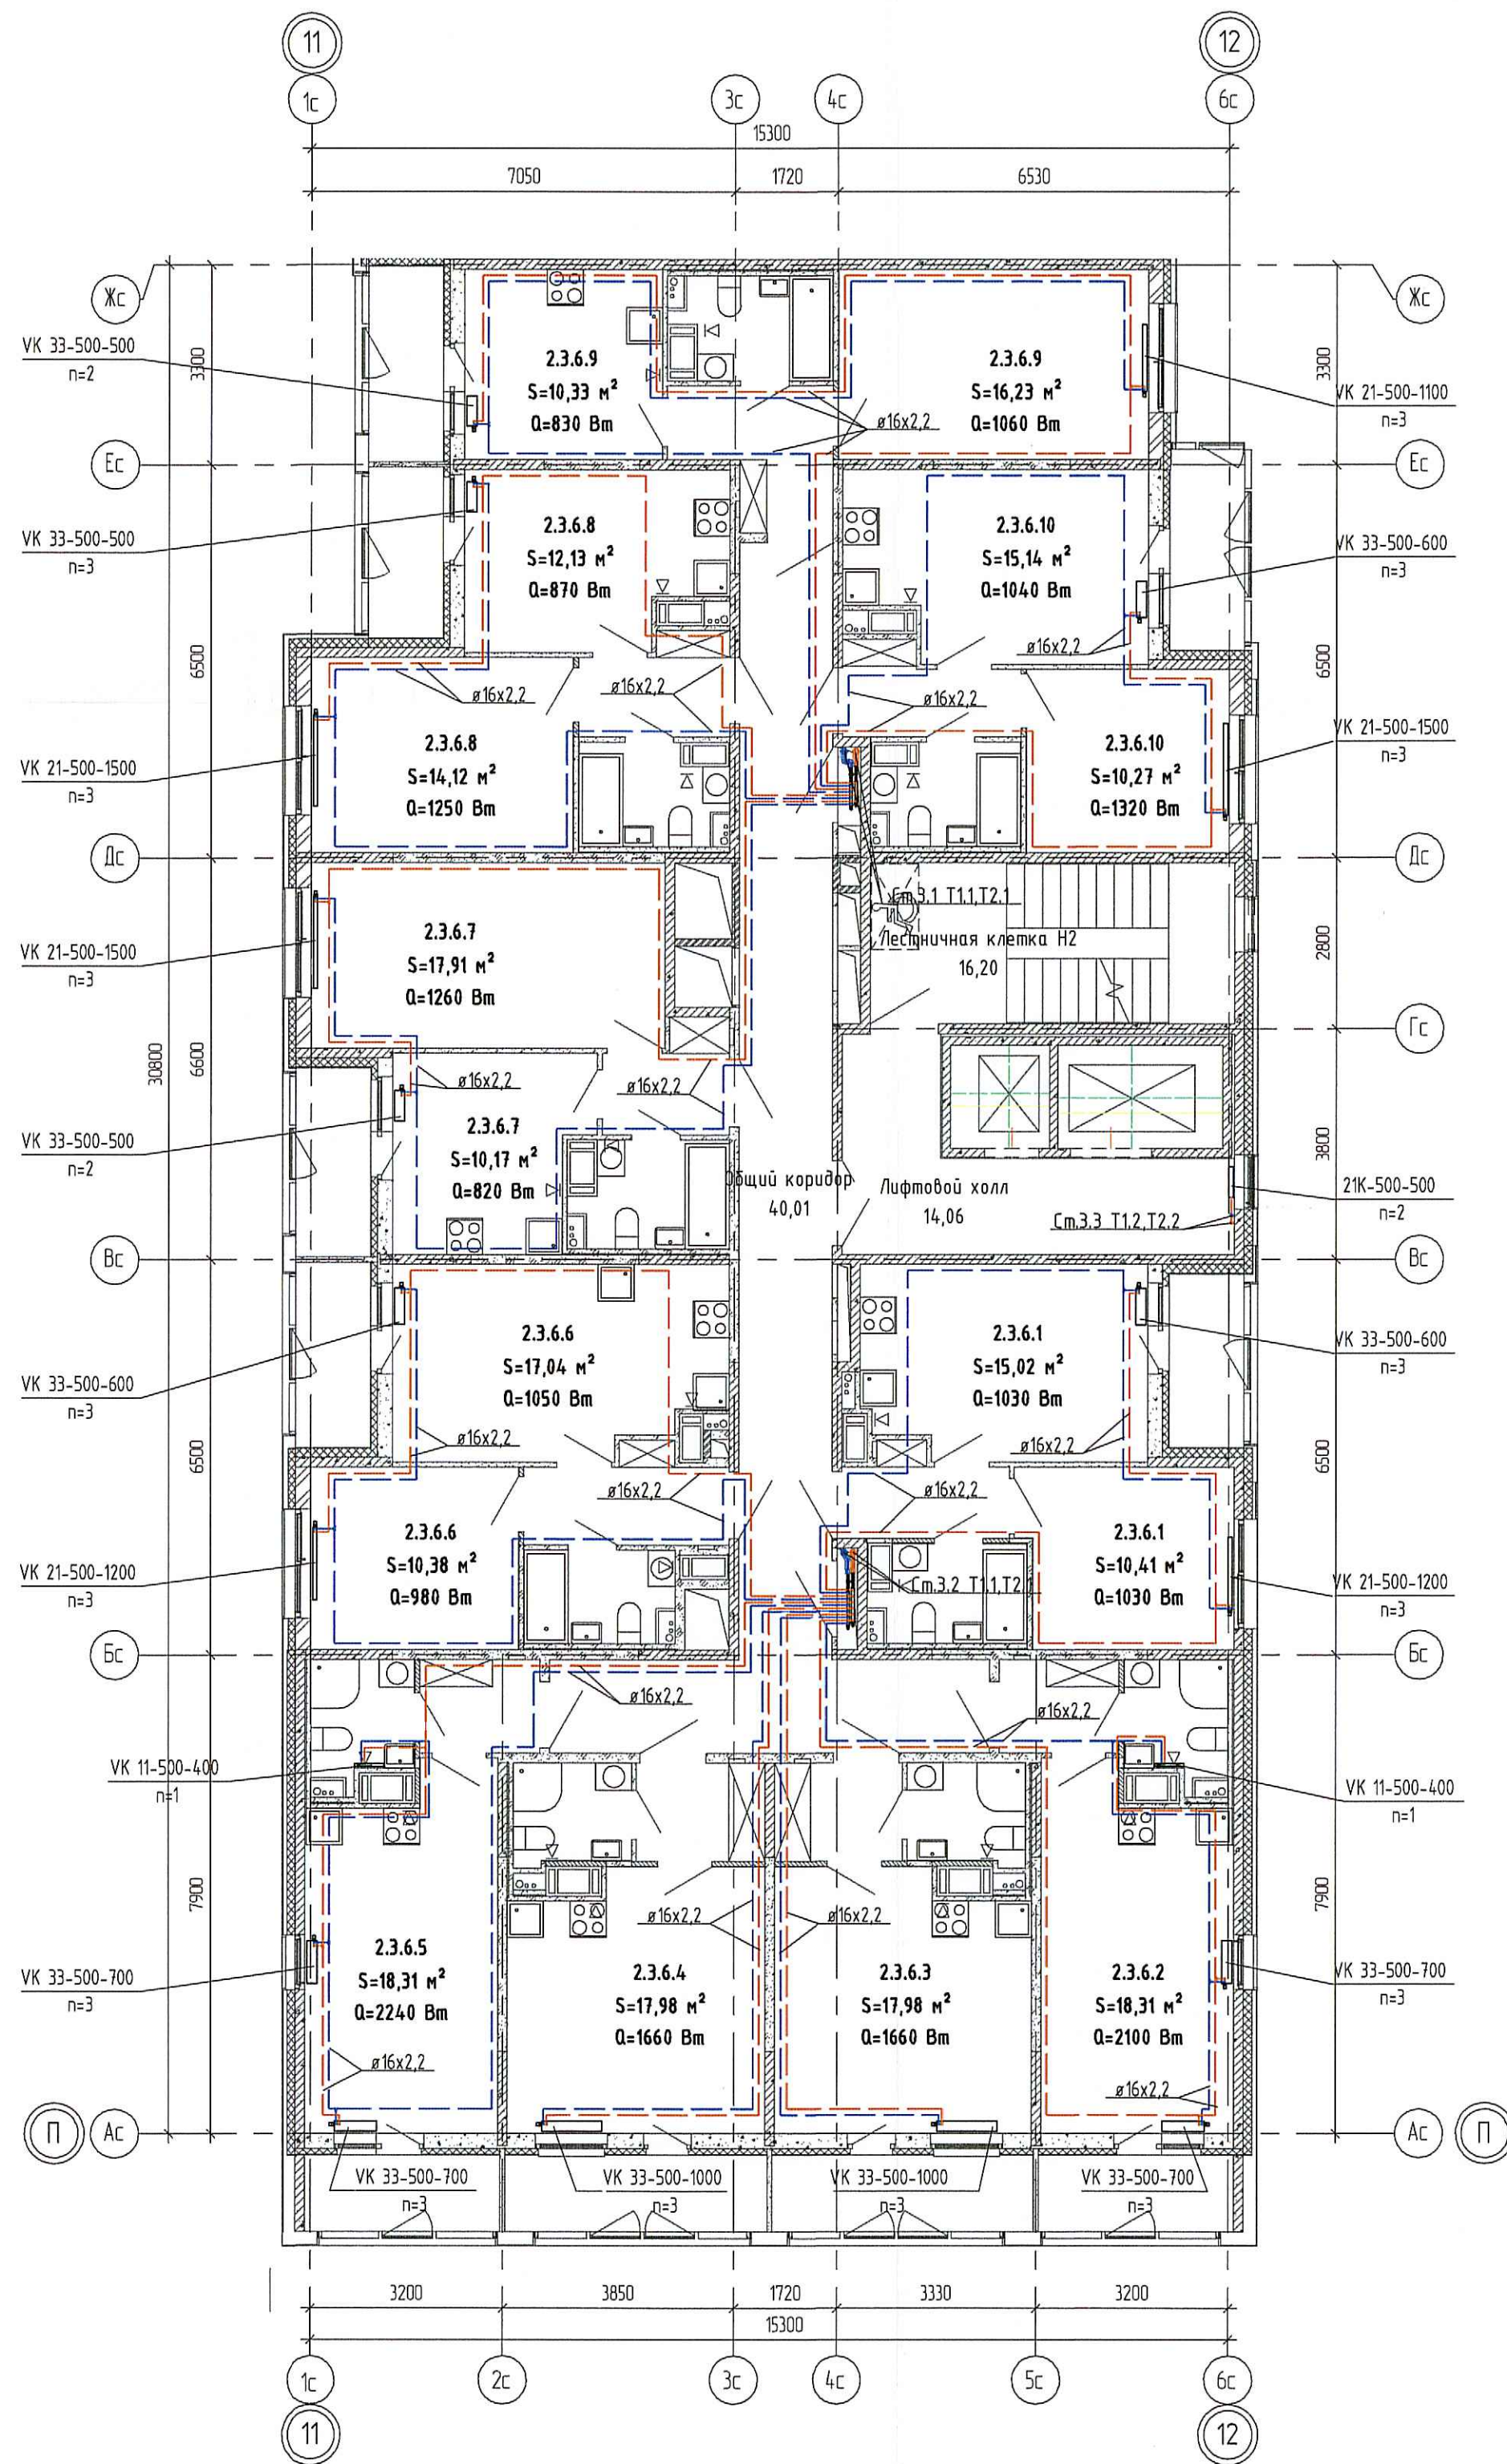 11
12
1с
3с
4с
6с
15300
7050
1720
6530
Жс
Жс
VK 33-500-500
n=2
3300
2.3.6.9
S=10,33 м²
Q=830 Вт
2.3.6.9
S=16,23 м²
Q=1060 Вт
ø16x2,2
3300
VK 21-500-1100
n=3
Ес
Ес
VK 33-500-500
n=3
2.3.6.8
S=12,13 м²
Q=870 Вт
2.3.6.10
S=15,14 м²
Q=1040 Вт
VK 33-500-600
n=3
6500
ø16x2,2
6500
ø16x2,2
ø16x2,2
ø16x2,2
VK 21-500-1500
n=3
2.3.6.8
S=14,12 м²
Q=1250 Вт
2.3.6.10
S=10,27 м²
Q=1320 Вт
VK 21-500-1500
n=3
Дс
Дс
Ст.3.1 Т1.1,Т2.1
VK 21-500-1500
n=3
2.3.6.7
S=17,91 м²
Q=1260 Вт
Лестничная клетка Н2
16,20
2800
Гс
30800
6600
ø16x2,2
ø16x2,2
VK 33-500-500
n=2
2.3.6.7
S=10,17 м²
Q=820 Вт
3800
Общий коридор
40,01
Лифтовой холл
14,06
Ст.3.3 Т1.2,Т2.2
21К-500-500
n=2
Вс
Вс
VK 33-500-600
n=3
2.3.6.6
S=17,04 м²
Q=1050 Вт
2.3.6.1
S=15,02 м²
Q=1030 Вт
VK 33-500-600
n=3
6500
ø16x2,2
ø16x2,2
6500
ø16x2,2
ø16x2,2
VK 21-500-1200
n=3
2.3.6.6
S=10,38 м²
Q=980 Вт
Ст.3.2 Т1.1,Т2.1
2.3.6.1
S=10,41 м²
Q=1030 Вт
VK 21-500-1200
n=3
Бс
Бс
ø16x2,2
ø16x2,2
VK 11-500-400
n=1
VK 11-500-400
n=1
7900
7900
ø16x2,2
ø16x2,2
VK 33-500-700
n=3
2.3.6.5
S=18,31 м²
Q=2240 Вт
2.3.6.4
S=17,98 м²
Q=1660 Вт
2.3.6.3
S=17,98 м²
Q=1660 Вт
2.3.6.2
S=18,31 м²
Q=2100 Вт
VK 33-500-700
n=3
ø16x2,2
ø16x2,2
П
Ас
Ас
П
VK 33-500-700
n=3
VK 33-500-1000
n=3
VK 33-500-1000
n=3
VK 33-500-700
n=3
3200
3850
1720
3330
3200
15300
1с
2с
3с
4с
5с
6с
11
12